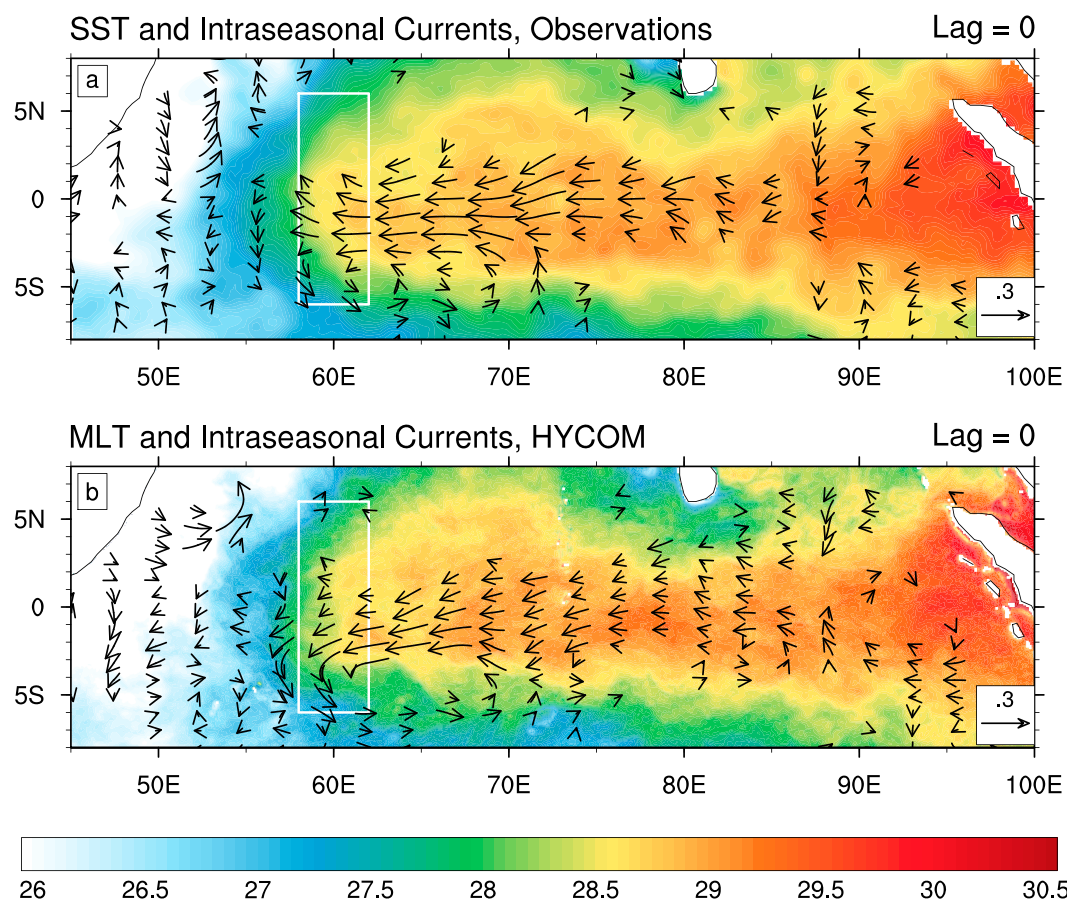 SST and Intraseasonal Currents, Observations Lag = 0
a
5N
0
5S
.3
50E 60E 70E 80E 90E 100E
MLT and Intraseasonal Currents, HYCOM Lag = 0
b
5N
0
5S
.3
50E 60E 70E 80E 90E 100E
26 26.5 27 27.5 28 28.5 29 29.5 30 30.5